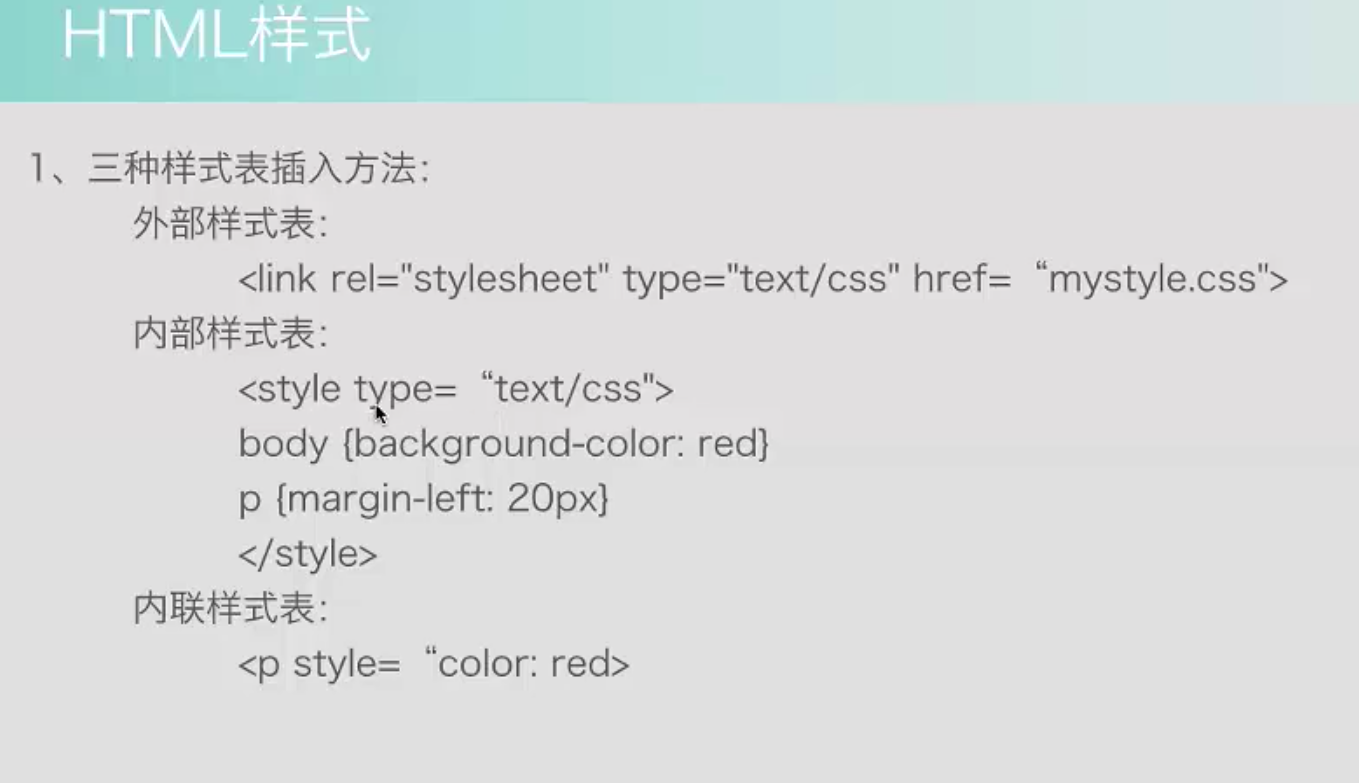 HTML样式
1、三种样式表插入方法：
外部样式表：
<link rel="stylesheet" type="text/css" href= “mystyle.css">
内部样式表：
<style type= “text/css">
body {background-color: red}
p {margin-left: 20px}
</style>
内联样式表：
<p style= “color: red>